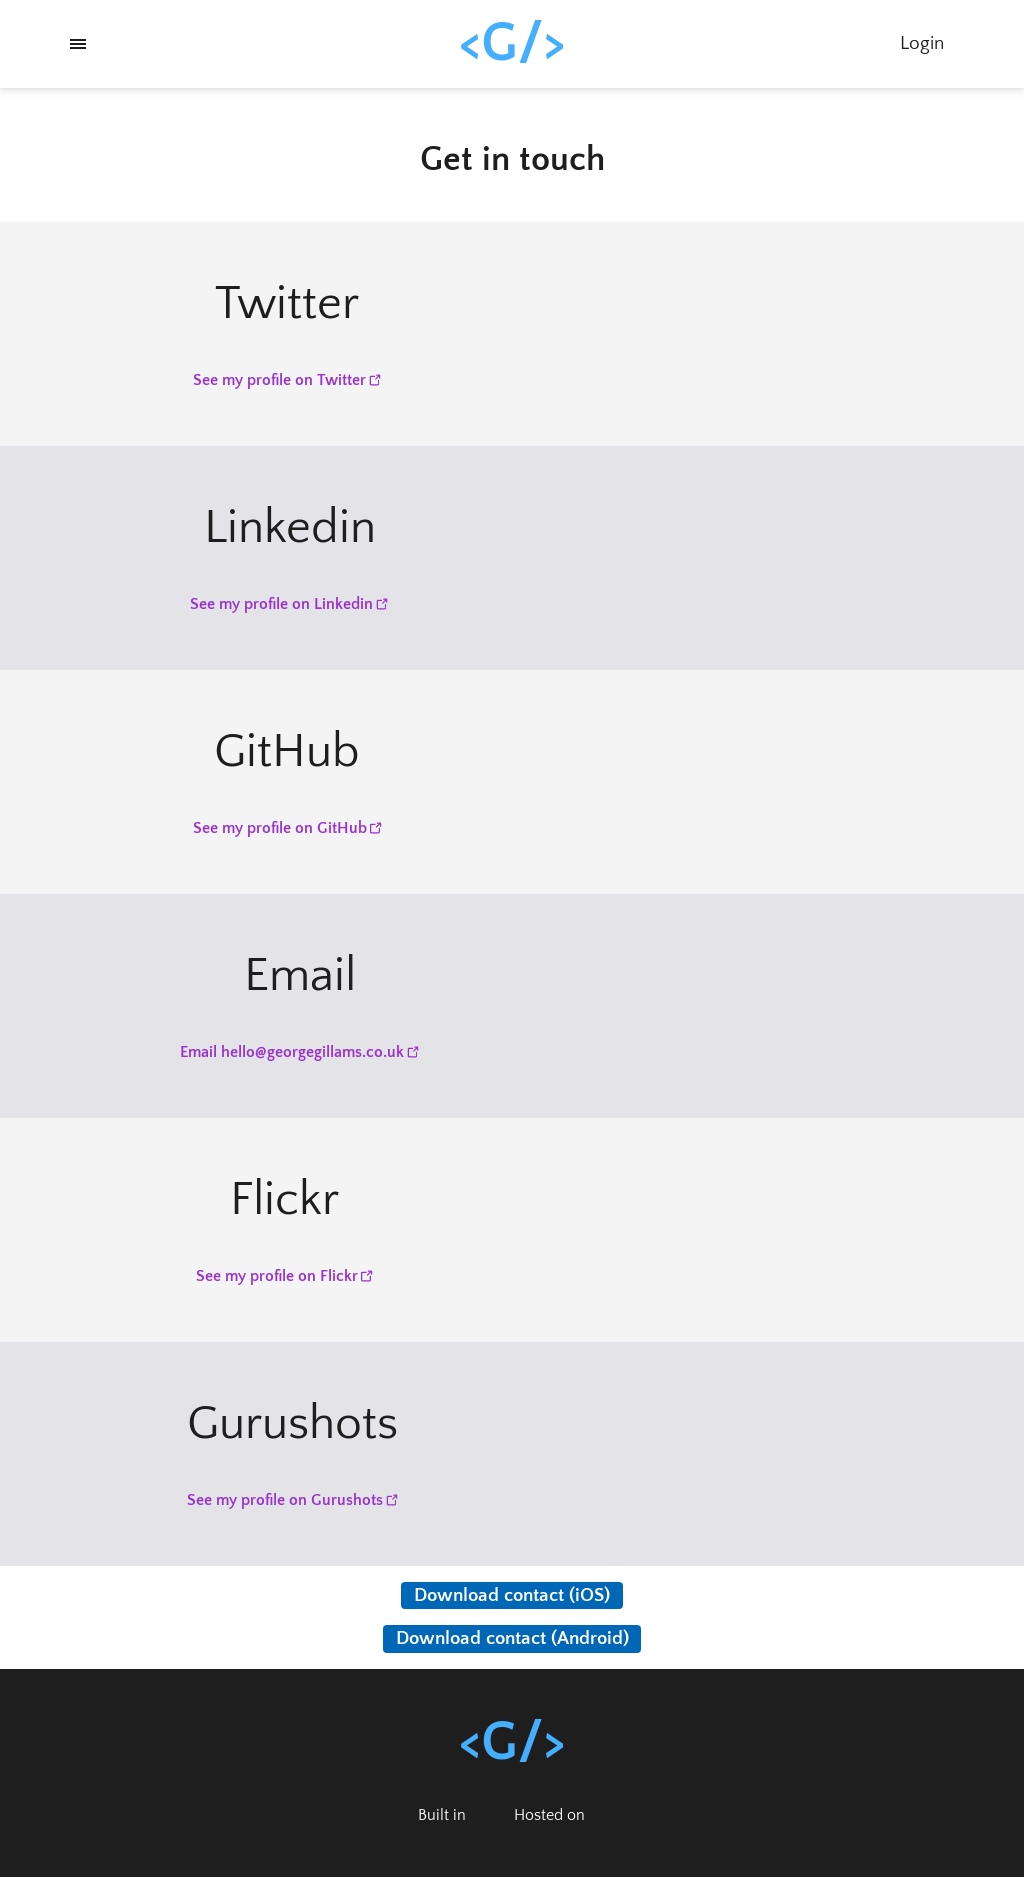 <G/>
Login
Get in touch
Twitter
See my profile on Twitter
Linkedin
See my profile on Linkedin
GitHub
See my profile on GitHub
Email
Email hello@georgegillams.co.uk
Flickr
See my profile on Flickr
Gurushots
See my profile on Gurushots
Download contact (iOS)
Download contact (Android)
<G/>
Built in
Hosted on